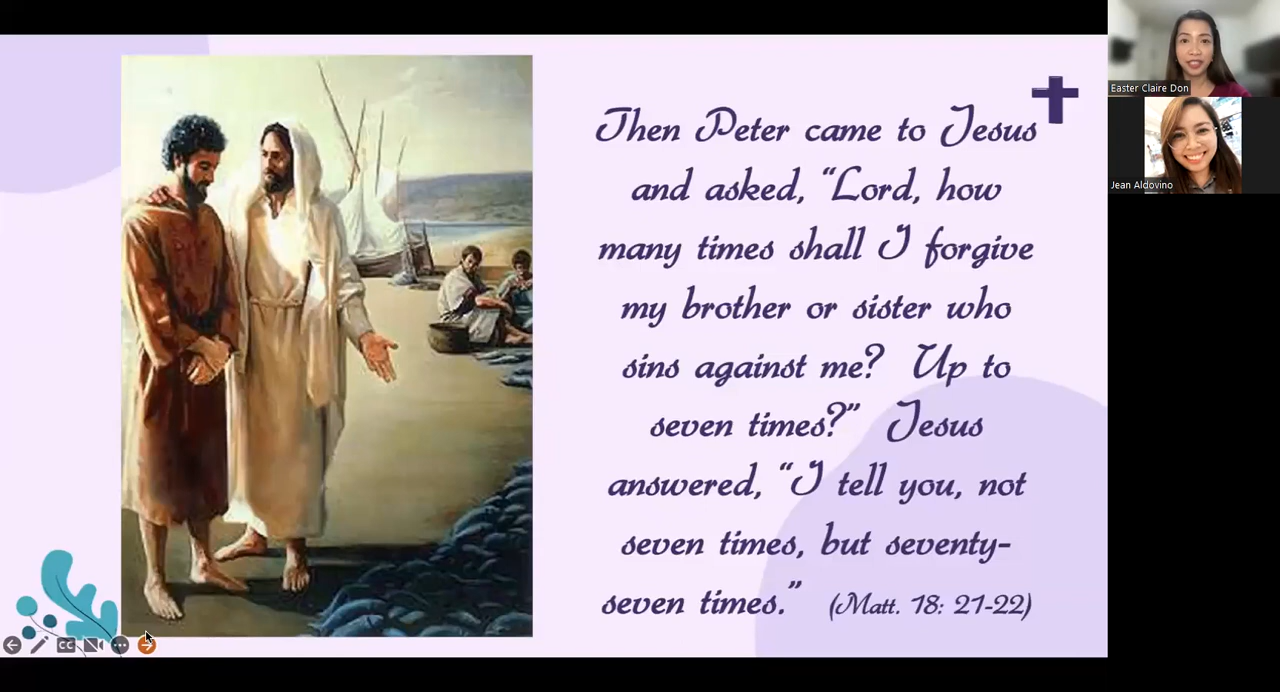 Then Peter came to Jesus
and asked, “Lord, how
many times shall I forgive
my brother or sister who
sins against me? Up to
seven times?” Jesus
answered, “I tell you, not
seven times, but seventy-
seven times.” (Matt. 18: 21-22)
Easter Claire Don
Jean Aldovino
CC